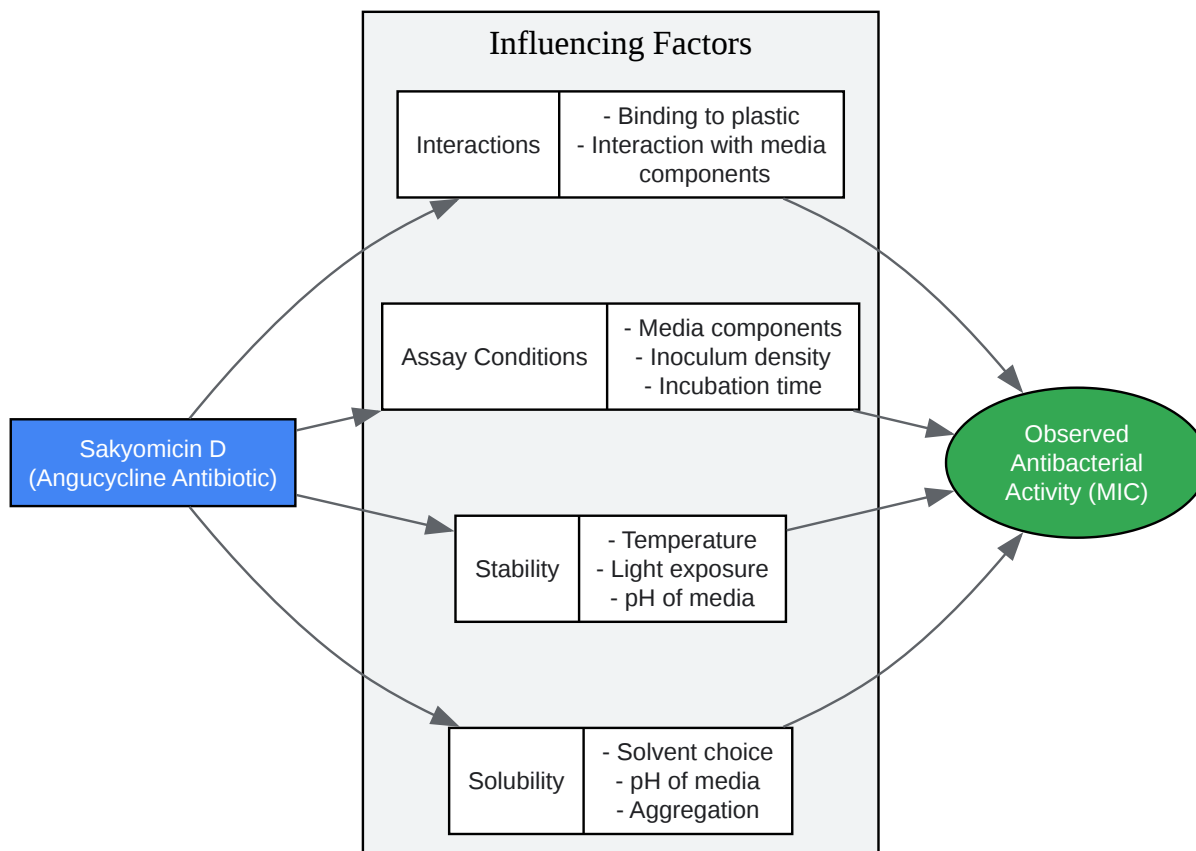 Influencing Factors
Interactions
- Binding to plastic
- Interaction with media
components
Assay Conditions
- Media components
- Inoculum density
- Incubation time
Sakyomicin D
(Angucycline Antibiotic)
Observed
Antibacterial
Activity (MIC)
Stability
- Temperature
- Light exposure
- pH of media
Solubility
- Solvent choice
- pH of media
- Aggregation